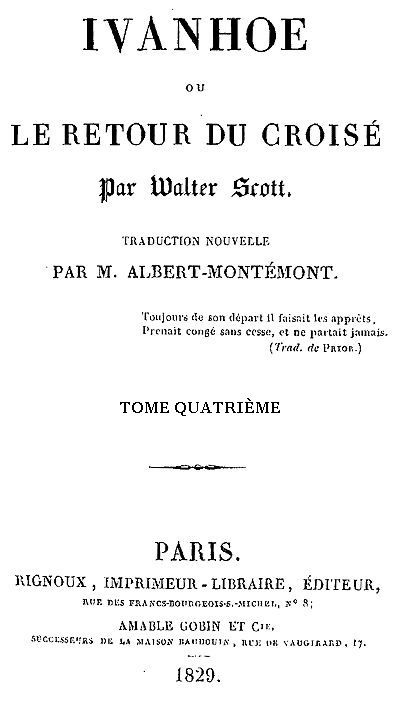 IVANHOE
OU
LE RETOUR DU CROISÉ
Par Walter Scott.
TRADUCTION NOUVELLE
PAR M. ALBERT-MONTÉMONT.
Toujours de son départ il faisait les apprêts,
Prenait congé sans cesse, et ne partait jamais.
(Trad. de PRIOR.)
TOME QUATRIÈME
PARIS.
RIGNOUX, IMPRIMEUR-LIBRAIRE, ÉDITEUR,
RUE DES FRANCS-BOURGEOIS-S.-MICHEL, Nº 8;
AMABLE GOBIN ET Cie,
SUCCESSEURS DE LA MAISON BAUDOUIN, RUE DE VAUGIRARD, 17.
1829.